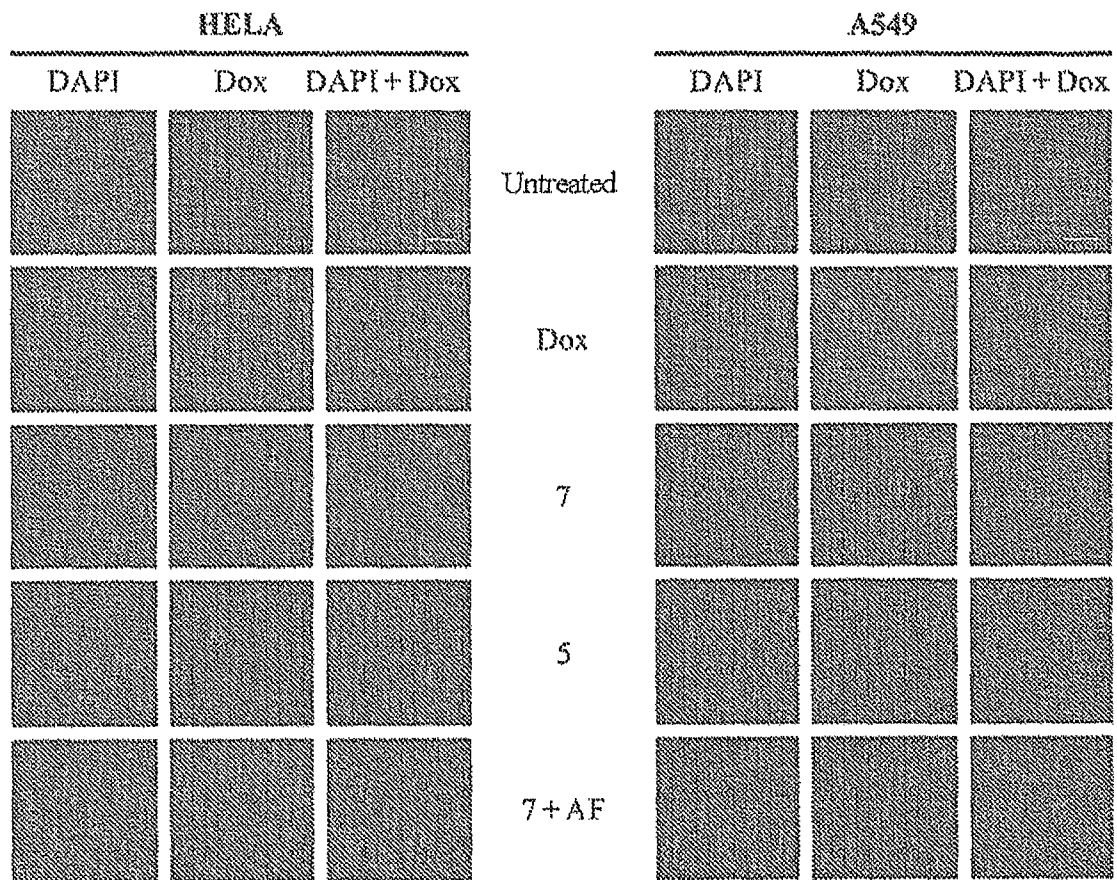 HELA A549
DAPI Dox DAPI + Dox DAPI Dox DAPI + Dox
Untreated
Dox
7
5
7 + AF